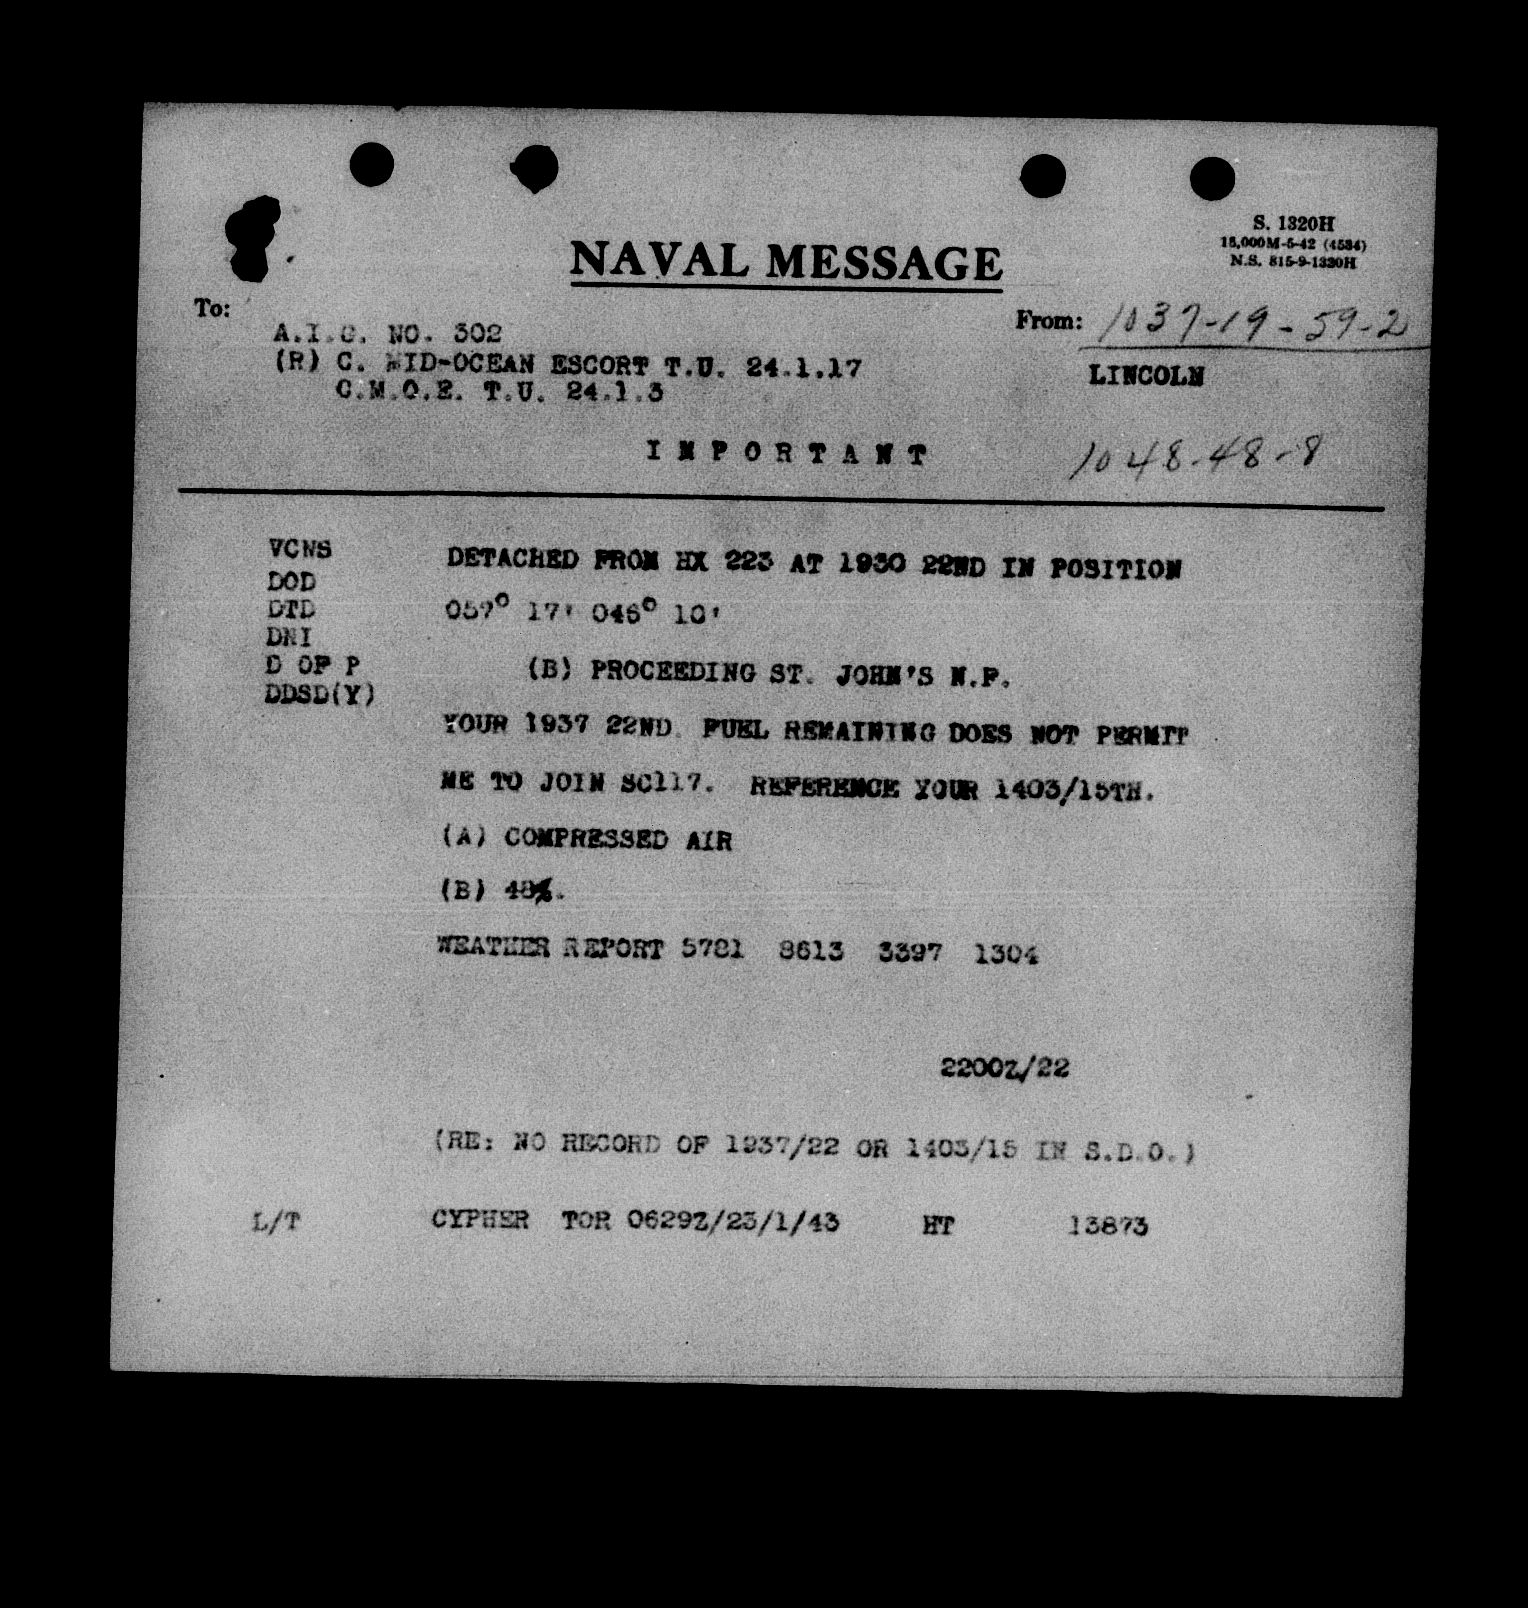 S. 1320H
15,000M-5-42 (4584)
N.S. 815-9-1320H
NAVAL MESSAGE
To:
From: 1037-19-59-2
A.I.G. NO. 302
(R) C. MID-OCEAN ESCORT T.U. 24.1.17
LINCOLN
C.M.O.E. T.U. 24.1.3
IMPORTANT
1048-48-8
VCNS
DOD
DTD
DNI
D OF P
DDSD(Y)
DETACHED FROM HX 223 AT 1930 22ND IN POSITION
057° 17' 046° 10'
(B) PROCEEDING ST. JOHN'S N.F.
YOUR 1937 22ND. FUEL REMAINING DOES NOT PERMIT
ME TO JOIN SC117. REFERENCE YOUR 1403/15TH.
(A) COMPRESSED AIR
(B) 48%.
WEATHER REPORT 5781 8613 3397 1304
2200Z/22
(RE: NO RECORD OF 1937/22 OR 1403/15 IN S.D.O.)
L/T CYPHER TOR 0629Z/23/1/43 HT 13873